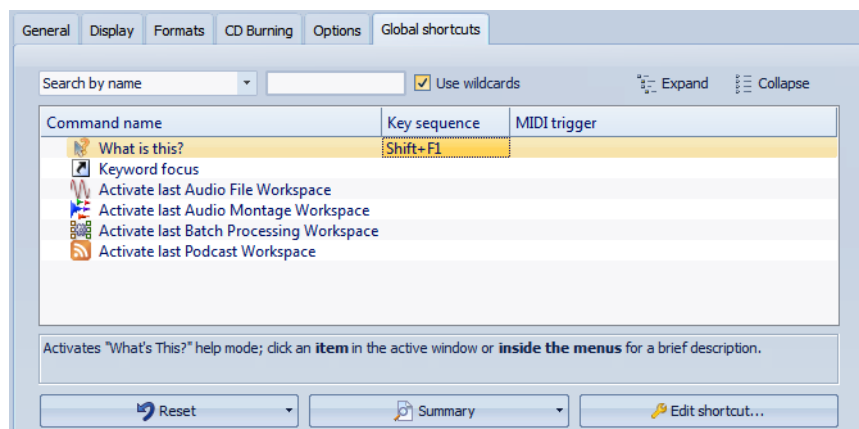 General Display Formats CD Burning Options Global shortcuts
Search by name Use wildcards Expand Collapse
Command name Key sequence MIDI trigger
What is this? Shift+F1
Keyword focus
Activate last Audio File Workspace
Activate last Audio Montage Workspace
Activate last Batch Processing Workspace
Activate last Podcast Workspace
Activates "What's This?" help mode; click an item in the active window or inside the menus for a brief description.
Reset Summary Edit shortcut...